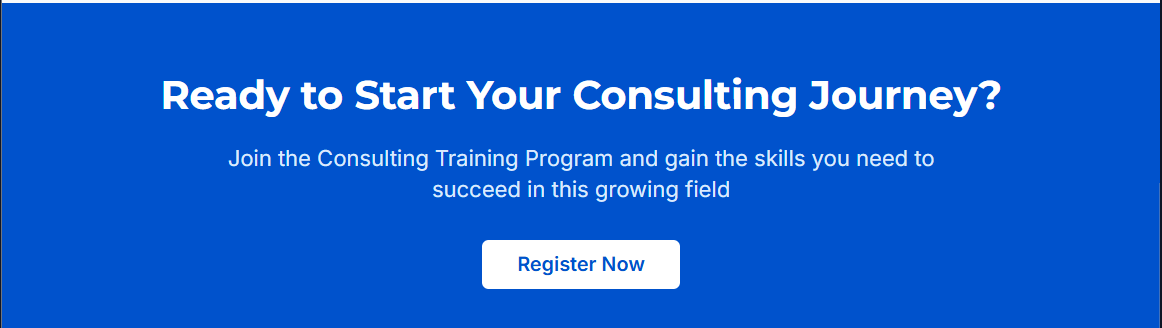 Ready to Start Your Consulting Journey?
Join the Consulting Training Program and gain the skills you need to
succeed in this growing field
Register Now